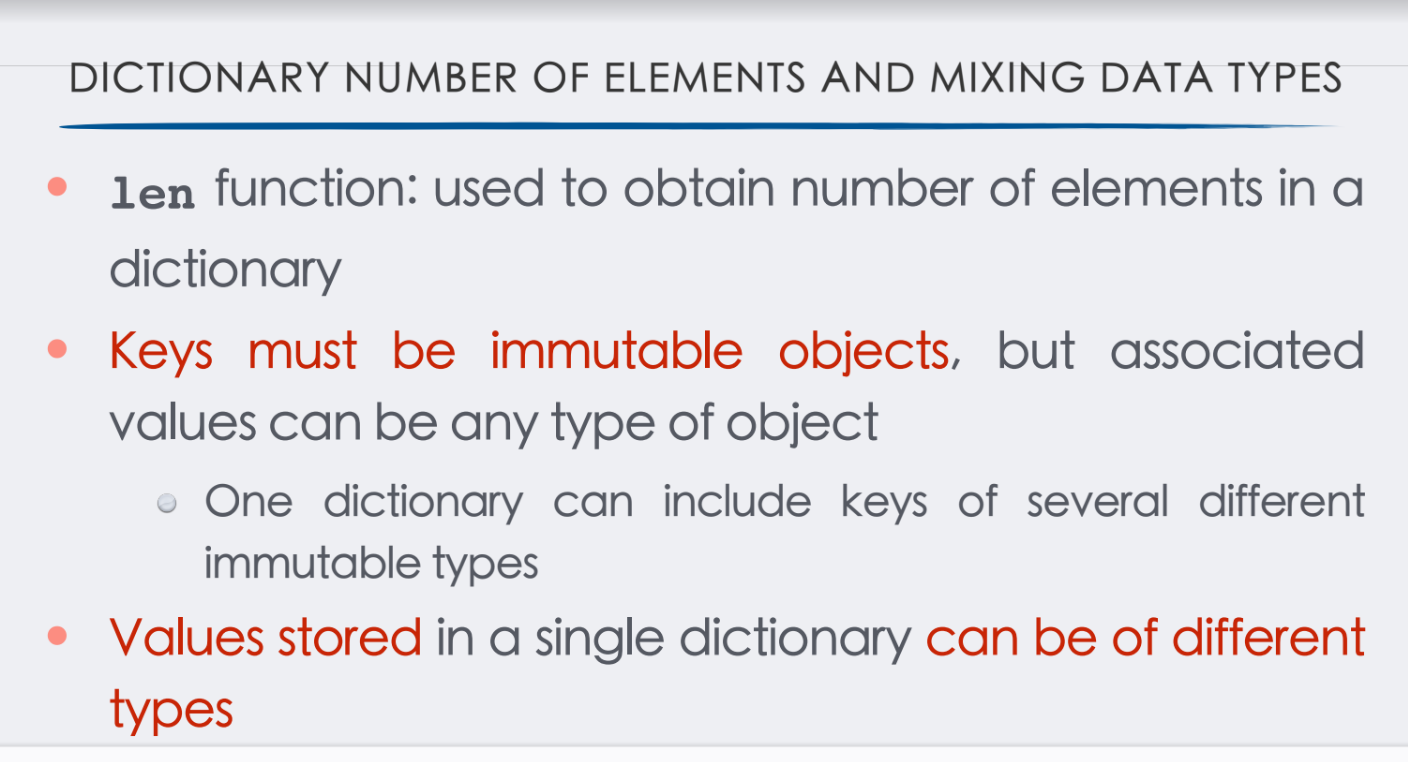 DICTIONARY NUMBER OF ELEMENTS AND MIXING DATA TYPES
len function: used to obtain number of elements in a
dictionary
Keys must be immutable objects, but associated
values can be any type of object
One dictionary can include keys of several different
immutable types
Values stored in a single dictionary can be of different
types